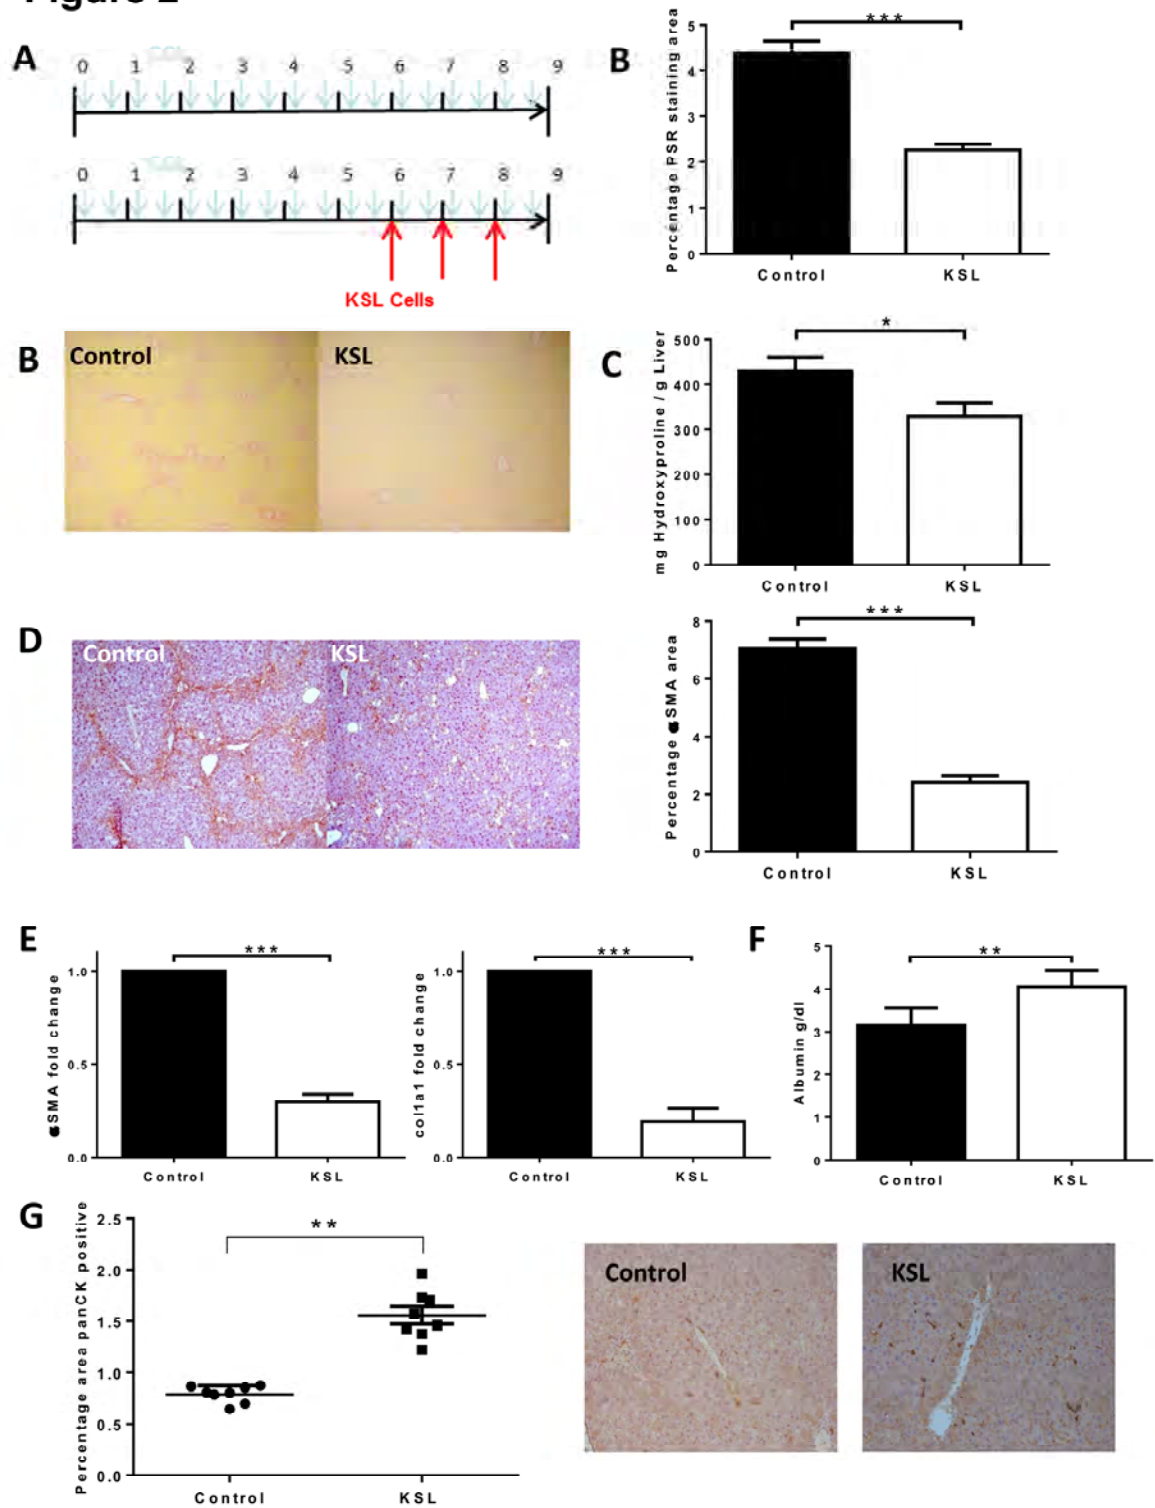 Figure 2
A
0 1 2 3 4 5 6 7 8 9
0 1 2 3 4 5 6 7 8 9
KSL Cells
B
Percentage PSR staining area
5
4
3
2
1
0
***
Control KSL
B
Control KSL
C
mg Hydroxyproline / g Liver
500
400
300
200
100
0
*
Control KSL
D
Control KSL
Percentage αSMA area
8
6
4
2
0
***
Control KSL
E
αSMA fold change
1.0
0.5
0.0
***
Control KSL
col1a1 fold change
1.0
0.5
0.0
***
Control KSL
F
Albumin g/dl
5
4
3
2
1
0
**
Control KSL
G
Percentage area panCK positive
2.5
2.0
1.5
1.0
0.5
0.0
**
Control KSL
Control KSL